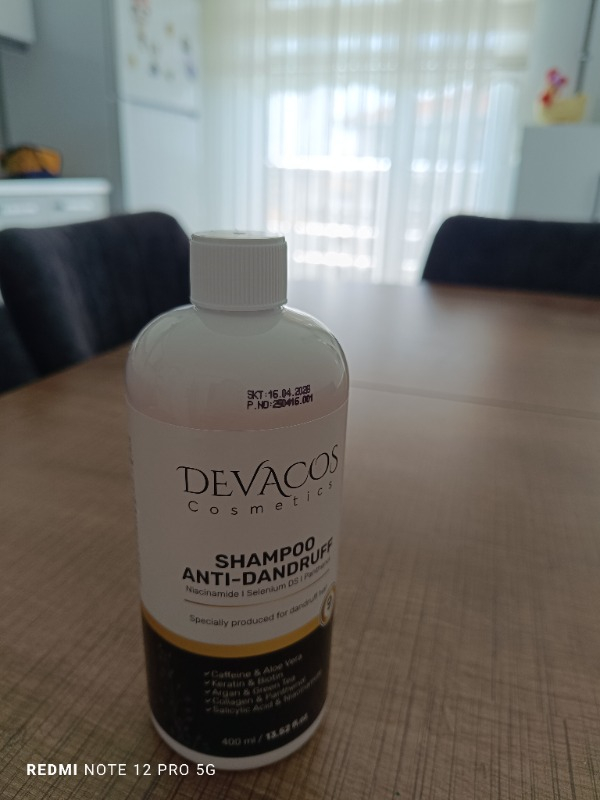 SKT:16.04.2028
P.NO:250416.001
DEVACOS
Cosmetics
SHAMPOO
ANTI-DANDRUFF
Niacinamide | Selenium DS | Panthenol
Specially produced for dandruff hair
✓Caffeine & Aloe Vera
✓Keratin & Biotin
✓Argan & Green Tea
✓Collagen & Panthenol
✓Salicylic Acid & Niacinamide
400 ml / 13.52 fl.oz
REDMI NOTE 12 PRO 5G